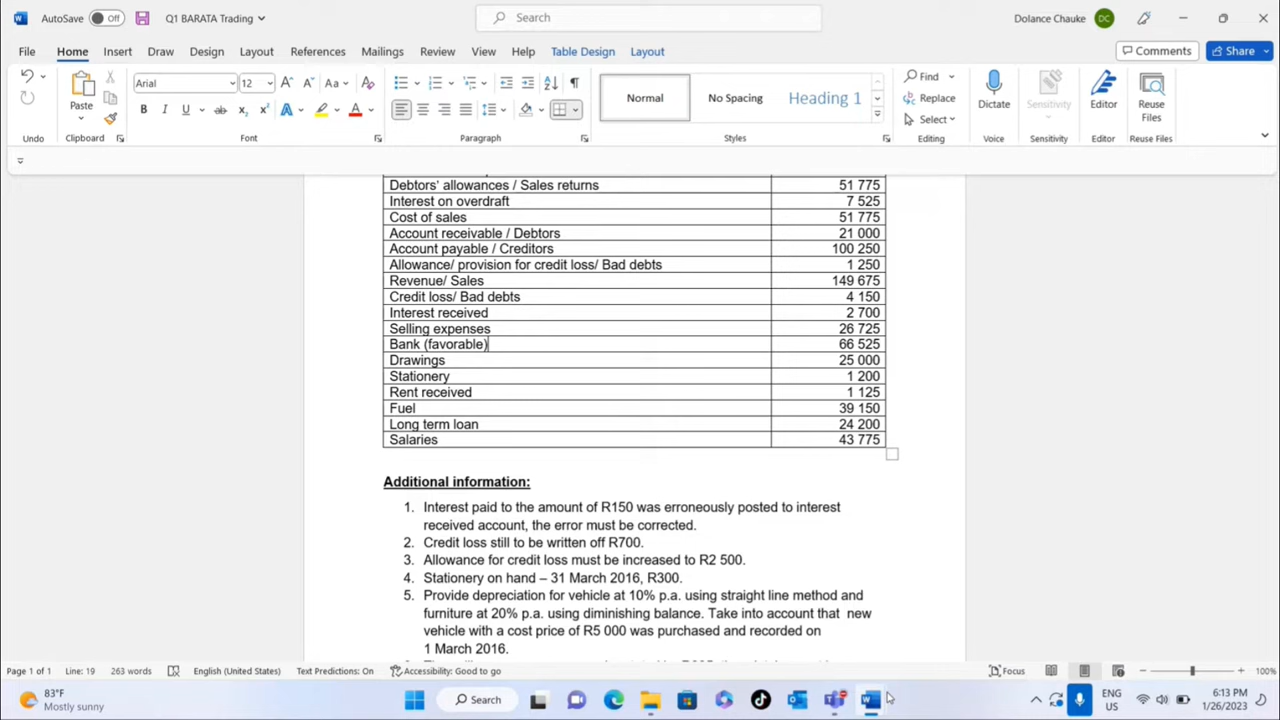 AutoSave Off Q1 BARATA Trading Search Dolance Chauke DC
File Home Insert Draw Design Layout References Mailings Review View Help Table Design Layout Comments Share
Paste Arial 12 Normal No Spacing Heading 1 Find Replace Select Dictate Sensitivity Editor Reuse Files
Undo Clipboard Font Paragraph Styles Editing Voice Sensitivity Editor Reuse Files
Debtors' allowances / Sales returns 51 775
Interest on overdraft 7 525
Cost of sales 51 775
Account receivable / Debtors 21 000
Account payable / Creditors 100 250
Allowance/ provision for credit loss/ Bad debts 1 250
Revenue/ Sales 149 675
Credit loss/ Bad debts 4 150
Interest received 2 700
Selling expenses 26 725
Bank (favorable) 66 525
Drawings 25 000
Stationery 1 200
Rent received 1 125
Fuel 39 150
Long term loan 24 200
Salaries 43 775
Additional information:
1. Interest paid to the amount of R150 was erroneously posted to interest
received account, the error must be corrected.
2. Credit loss still to be written off R700.
3. Allowance for credit loss must be increased to R2 500.
4. Stationery on hand – 31 March 2016, R300.
5. Provide depreciation for vehicle at 10% p.a. using straight line method and
furniture at 20% p.a. using diminishing balance. Take into account that new
vehicle with a cost price of R5 000 was purchased and recorded on
1 March 2016.
Page 1 of 1 Line: 19 263 words English (United States) Text Predictions: On Accessibility: Good to go Focus 100%
83°F
Mostly sunny
Search
ENG
US
6:13 PM
1/26/2023